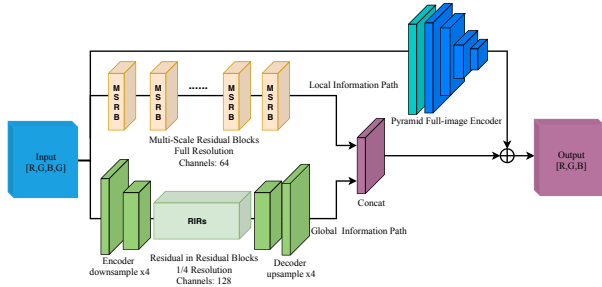 M S R B
M S R B
......
M S R B
M S R B
Local Information Path
Pyramid Full-image Encoder
Multi-Scale Residual Blocks
Full Resolution
Channels: 64
Input
[R,G,B,G]
Output
[R,G,B]
Concat
RIRs
Global Information Path
Encoder
downsample x4
Residual in Residual Blocks
1/4 Resolution
Channels: 128
Decoder
upsample x4